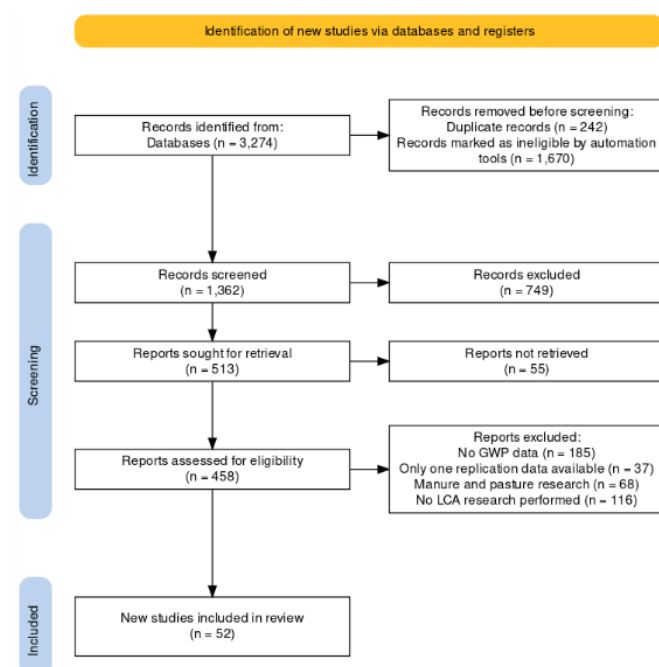 Identification of new studies via databases and registers
Identification
Records identified from:
Databases (n = 3,274)
Records removed before screening:
Duplicate records (n = 242)
Records marked as ineligible by automation
tools (n = 1,670)
Screening
Records screened
(n = 1,362)
Records excluded
(n = 749)
Reports sought for retrieval
(n = 513)
Reports not retrieved
(n = 55)
Reports assessed for eligibility
(n = 458)
Reports excluded:
No GWP data (n = 185)
Only one replication data available (n = 37)
Manure and pasture research (n = 68)
No LCA research performed (n = 116)
Included
New studies included in review
(n = 52)